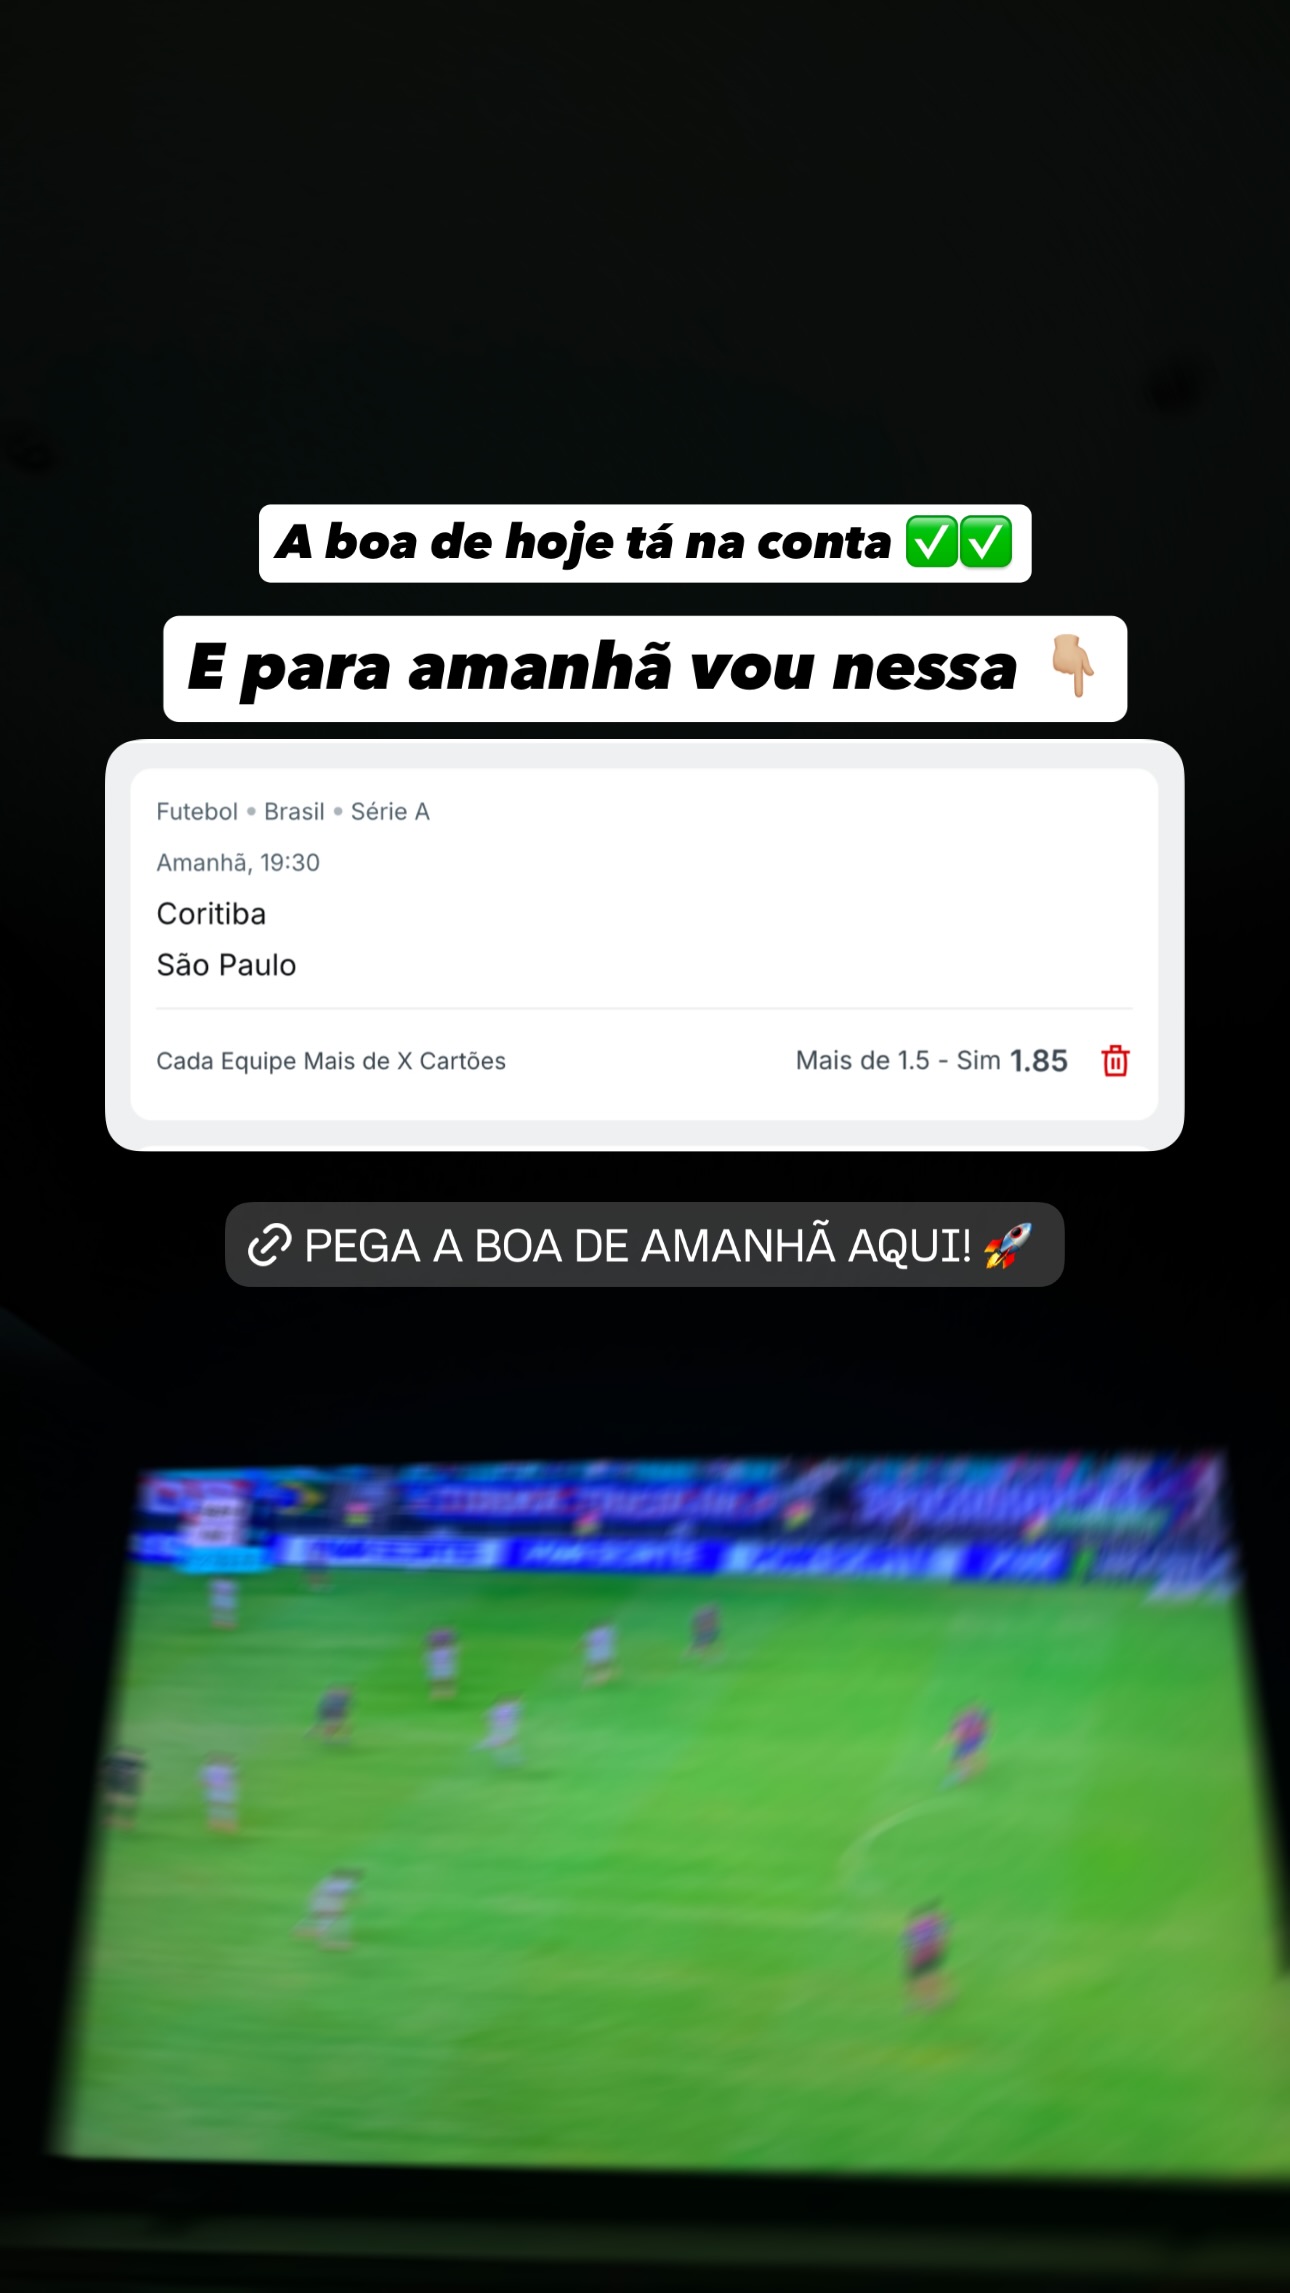 A boa de hoje tá na conta ✅✅
E para amanhã vou nessa 👇🏼
Futebol • Brasil • Série A
Amanhã, 19:30
Coritiba
São Paulo
Cada Equipe Mais de X Cartões Mais de 1.5 - Sim 1.85
PEGA A BOA DE AMANHÃ AQUI! 🚀